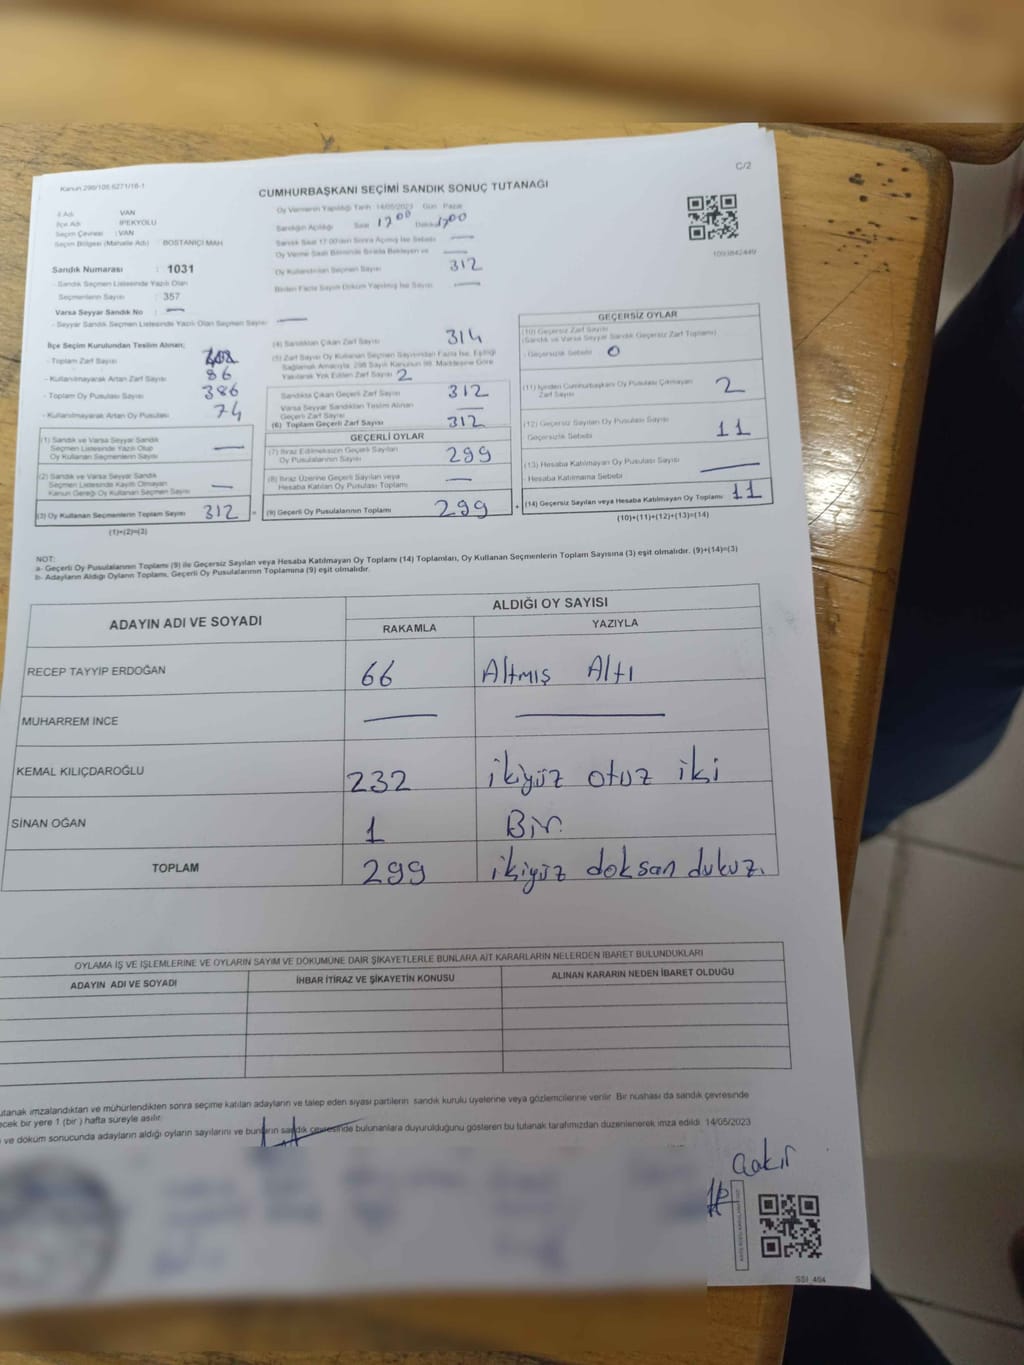 Kanun 298/105.6271/16-1
C/2
CUMHURBAŞKANI SEÇİMİ SANDIK SONUÇ TUTANAĞI
İl Adı VAN
İlçe Adı İPEKYOLU
Seçim Çevresi : VAN
Seçim Bölgesi (Mahalle Adı) : BOSTANİÇİ MAH
Sandık Numarası : 1031
- Sandık Seçmen Listesinde Yazılı Olan
Seçmenlerin Sayısı : 357
Varsa Seyyar Sandık No : —
- Seyyar Sandık Seçmen Listesinde Yazılı Olan Seçmen Sayısı —
Oy Vermenin Yapıldığı Tarih 14/05/2023 Gün : Pazar
Sandığın Açıldığı Saat 17 00 Dakika 1700
Sandık Saat 17:00'den Sonra Açılmış İse Sebebi —
Oy Verme Saati Bitiminde Sırada Bekleyen ve —
Oy Kullandırılan Seçmen Sayısı 312
Birden Fazla Sayım Döküm Yapılmış İse Sayısı —
1093842449
İlçe Seçim Kurulundan Teslim Alınan;
- Toplam Zarf Sayısı
- Kullanılmayarak Artan Zarf Sayısı 86
- Toplam Oy Pusulası Sayısı 386
- Kullanılmayarak Artan Oy Pusulası 74
(1) Sandık ve Varsa Seyyar Sandık
Seçmen Listesinde Yazılı Olup
Oy Kullanan Seçmenlerin Sayısı —
(2) Sandık ve Varsa Seyyar Sandık
Seçmen Listesinde Kayıtlı Olmayan
Kanun Gereği Oy Kullanan Seçmen Sayısı —
(3) Oy Kullanan Seçmenlerin Toplam Sayısı 312
(1)+(2)=(3)
(4) Sandıktan Çıkan Zarf Sayısı 314
(5) Zarf Sayısı Oy Kullanan Seçmen Sayısından Fazla İse, Eşitliği
Sağlamak Amacıyla; 298 Sayılı Kanunun 98. Maddesine Göre
Yakılarak Yok Edilen Zarf Sayısı 2
Sandıkta Çıkan Geçerli Zarf Sayısı 312
Varsa Seyyar Sandıktan Teslim Alınan
Geçerli Zarf Sayısı —
(6) Toplam Geçerli Zarf Sayısı 312
GEÇERLİ OYLAR
(7) İtiraz Edilmeksizin Geçerli Sayılan
Oy Pusulalarının Sayısı 299
(8) İtiraz Üzerine Geçerli Sayılan veya
Hesaba Katılan Oy Pusulası Toplamı —
(9) Geçerli Oy Pusulalarının Toplamı 299
GEÇERSİZ OYLAR
(10) Geçersiz Zarf Sayısı
(Sandık ve Varsa Seyyar Sandık Geçersiz Zarf Toplamı)
- Geçersizlik Sebebi 0
(11) İçinden Cumhurbaşkanı Oy Pusulası Çıkmayan
Zarf Sayısı 2
(12) Geçersiz Sayılan Oy Pusulası Sayısı
Geçersizlik Sebebi 11
(13) Hesaba Katılmayan Oy Pusulası Sayısı
Hesaba Katılmama Sebebi —
(14) Geçersiz Sayılan veya Hesaba Katılmayan Oy Toplamı 11
(10)+(11)+(12)+(13)=(14)
NOT:
a- Geçerli Oy Pusulalarının Toplamı (9) ile Geçersiz Sayılan veya Hesaba Katılmayan Oy Toplamı (14) Toplamları, Oy Kullanan Seçmenlerin Toplam Sayısına (3) eşit olmalıdır. (9)+(14)=(3)
b- Adayların Aldığı Oyların Toplamı, Geçerli Oy Pusulalarının Toplamına (9) eşit olmalıdır.
ADAYIN ADI VE SOYADI
ALDIĞI OY SAYISI
RAKAMLA YAZIYLA
RECEP TAYYİP ERDOĞAN 66 Altmış Altı
MUHARREM İNCE — —
KEMAL KILIÇDAROĞLU 232 ikiyüz otuz iki
SİNAN OĞAN 1 Bir.
TOPLAM 299 ikiyüz doksan dukuz.
OYLAMA İŞ VE İŞLEMLERİNE VE OYLARIN SAYIM VE DÖKÜMÜNE DAİR ŞİKAYETLERLE BUNLARA AİT KARARLARIN NELERDEN İBARET BULUNDUKLARI
ADAYIN ADI VE SOYADI İHBAR İTİRAZ VE ŞİKAYETİN KONUSU ALINAN KARARIN NEDEN İBARET OLDUĞU
utanak imzalandıktan ve mühürlendikten sonra seçime katılan adayların ve talep eden siyasi partilerin sandık kurulu üyelerine veya gözlemcilerine verilir. Bir nüshası da sandık çevresinde
ecek bir yere 1 (bir) hafta süreyle asılır.
ve döküm sonucunda adayların aldığı oyların sayılarını ve bunların sandık çevresinde bulunanlara duyurulduğunu gösteren bu tutanak tarafımızdan düzenlenerek imza edildi. 14/05/2023
SSI_404